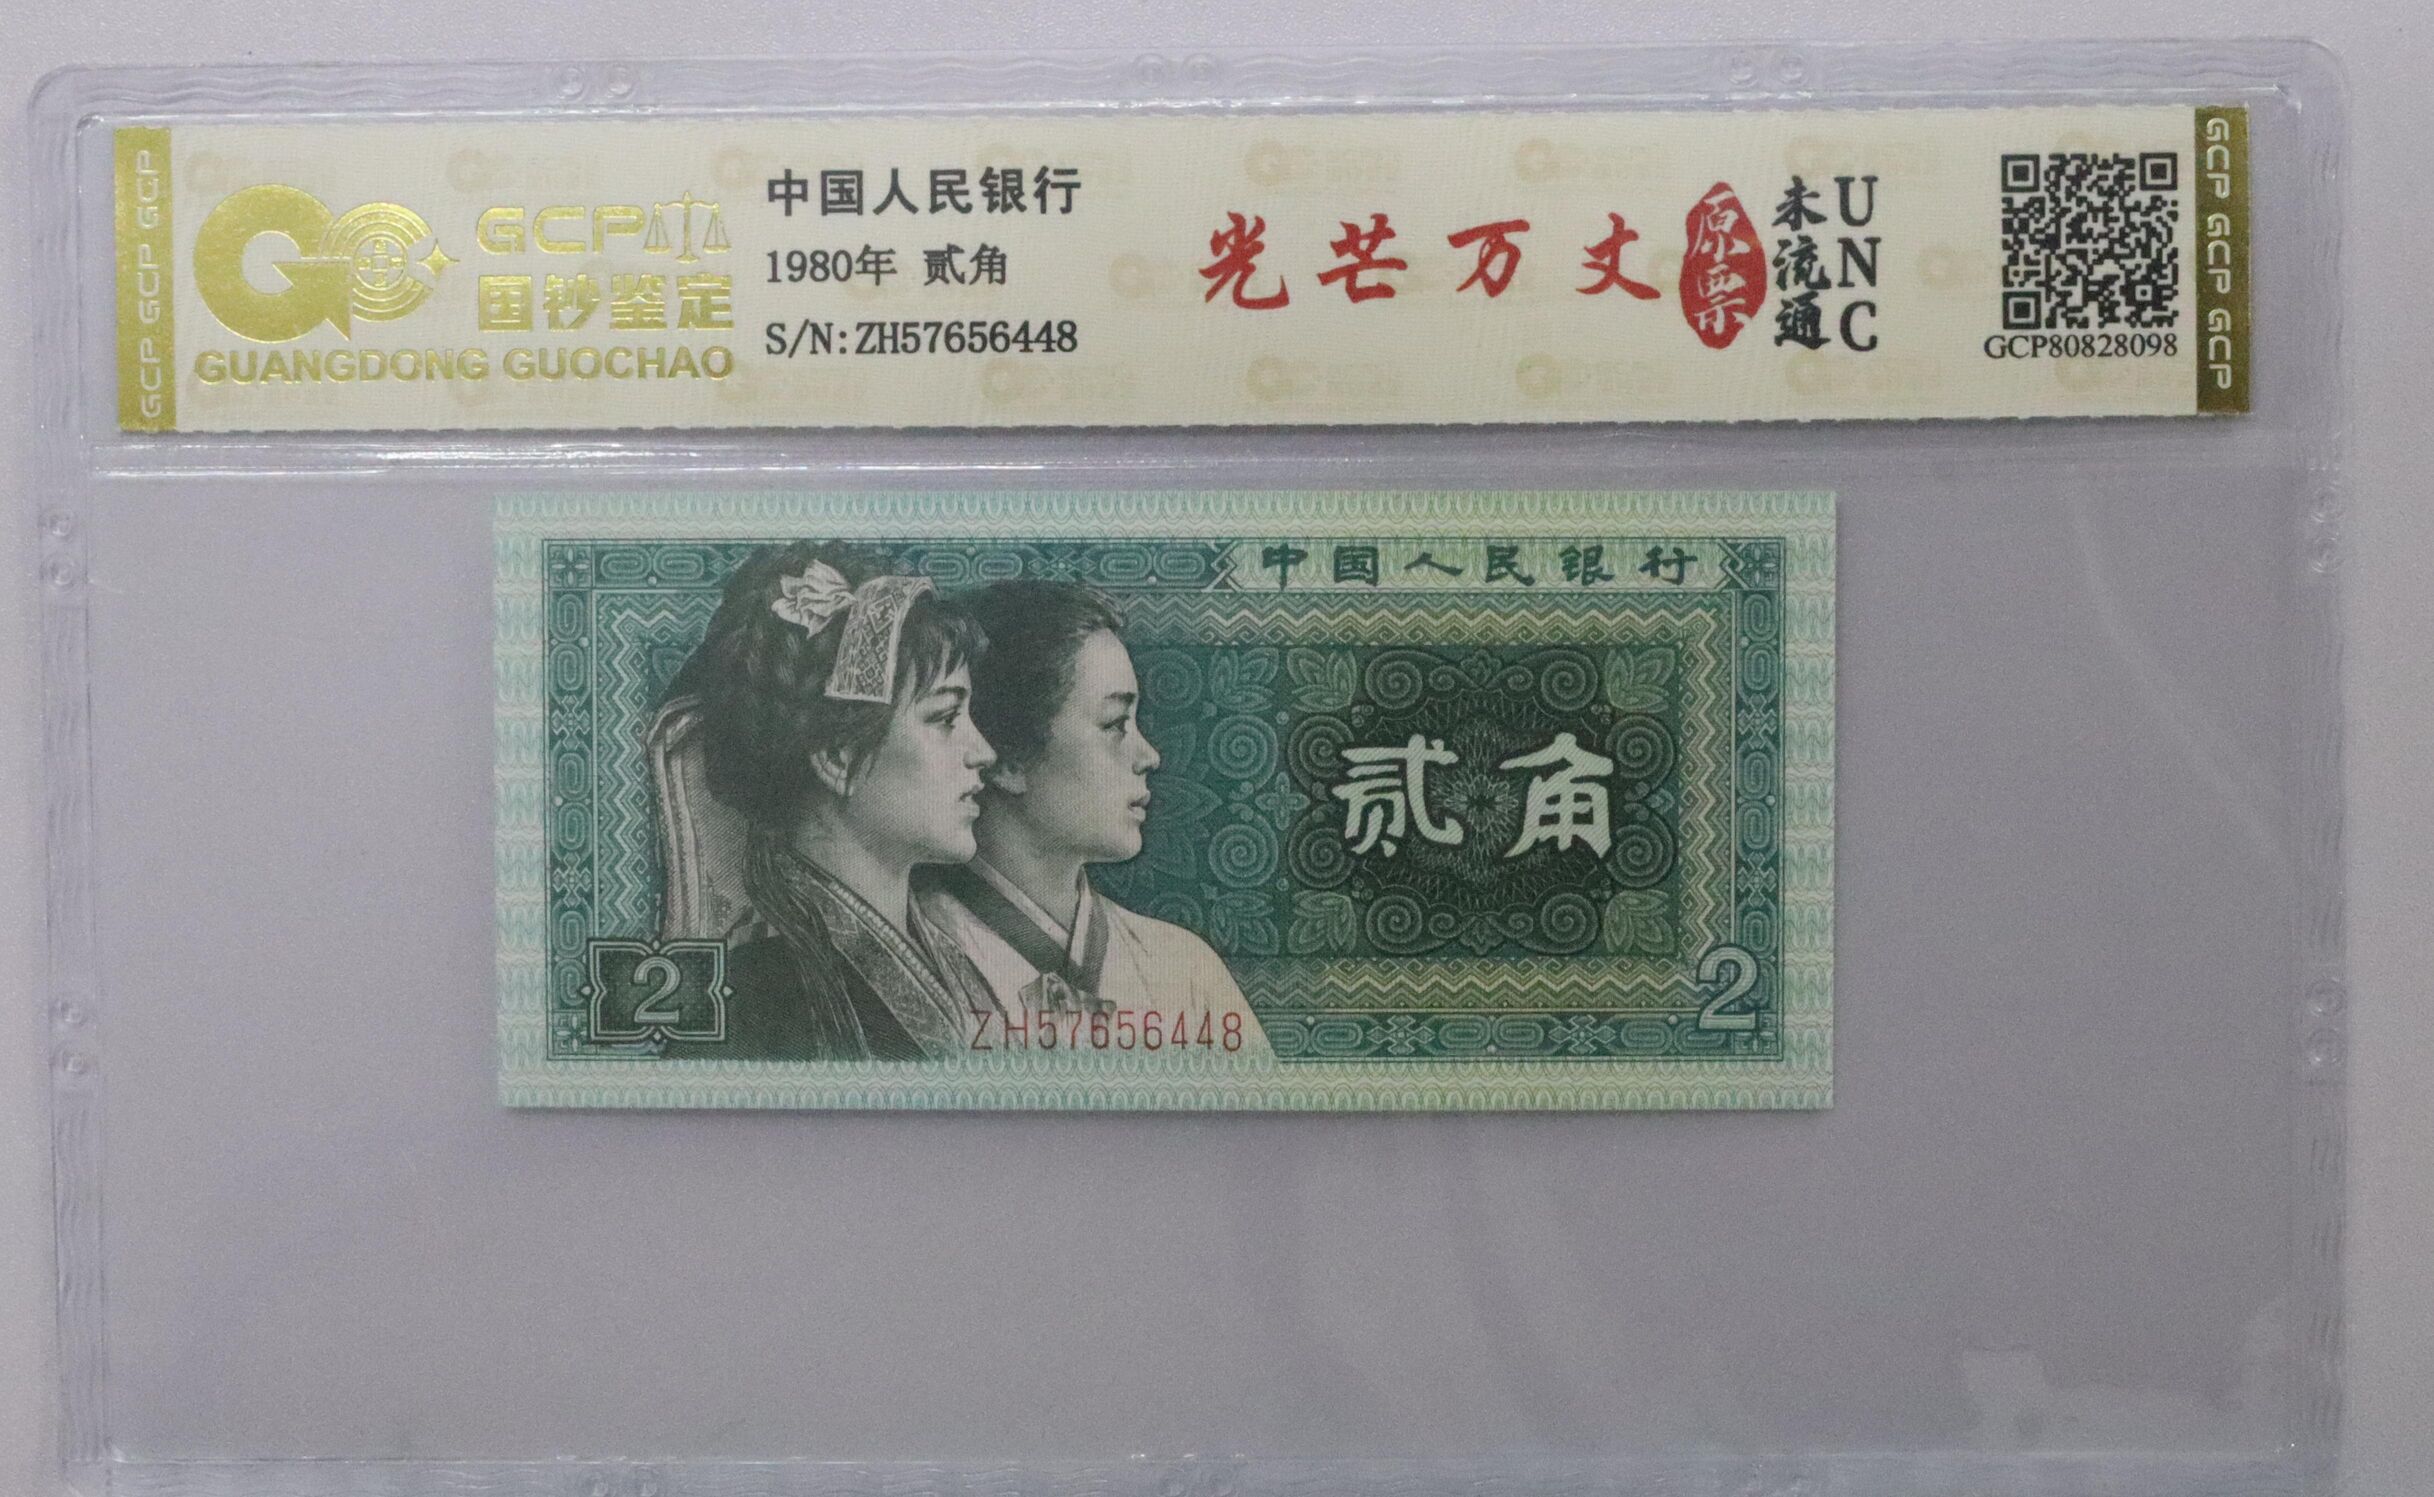 GCP GCP GCP
GCP
国钞鉴定
GUANGDONG GUOCHAO
中国人民银行
1980年 贰角
S/N:ZH57656448
光芒万丈
原票
未流通
UNC
GCP80828098
GCP GCP GCP
中国人民银行
贰角
2
2
ZH57656448